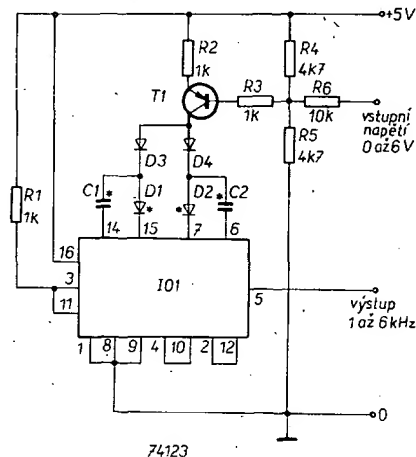 +5V
R2
1k
R4
4k7
T1
R3
1k
R6
10k
vstupní
napětí
0 až 6 V
D3
D4
R5
4k7
C1
*
D1
*
D2
*
C2
*
R1
1k
14
15
7
6
16
3
11
IO1
5
výstup
1 až 6 kHz
1
8
9
4
10
2
12
0
74123